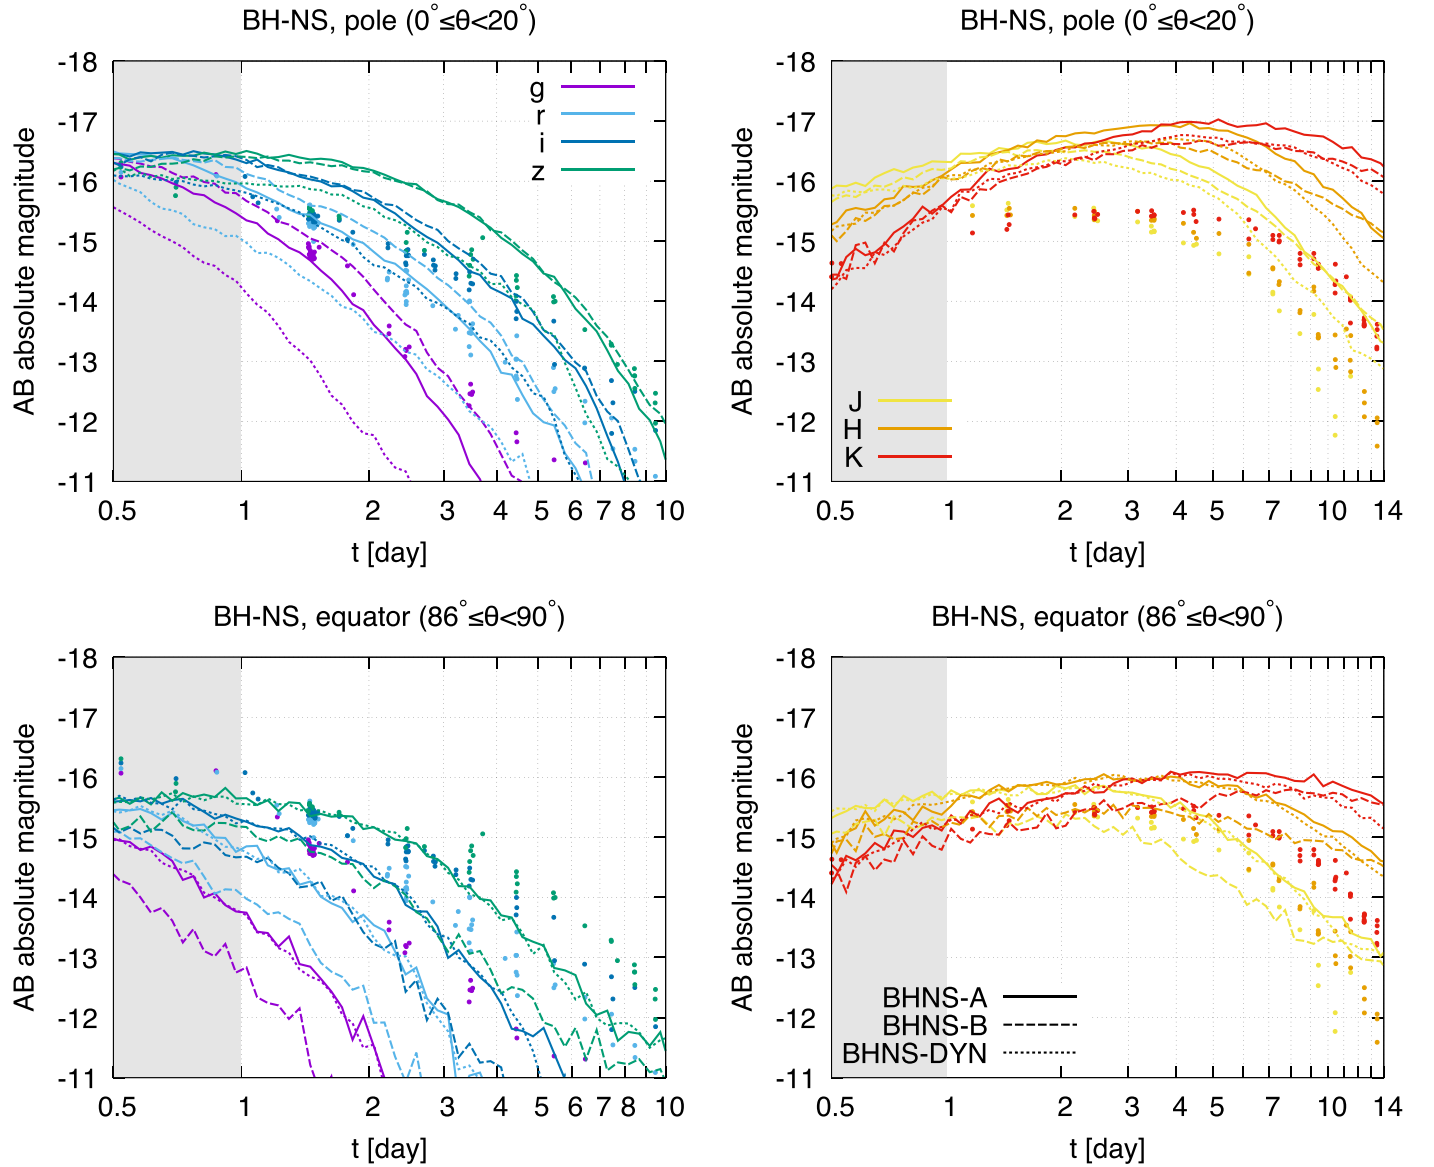 BH-NS, pole (0°≤θ<20°)
AB absolute magnitude
-18
-17
-16
-15
-14
-13
-12
-11
g
r
i
z
0.5 1 2 3 4 5 6 7 8 10
t [day]
BH-NS, pole (0°≤θ<20°)
AB absolute magnitude
-18
-17
-16
-15
-14
-13
-12
-11
J
H
K
0.5 1 2 3 4 5 7 10 14
t [day]
BH-NS, equator (86°≤θ<90°)
AB absolute magnitude
-18
-17
-16
-15
-14
-13
-12
-11
0.5 1 2 3 4 5 6 7 8 10
t [day]
BH-NS, equator (86°≤θ<90°)
AB absolute magnitude
-18
-17
-16
-15
-14
-13
-12
-11
BHNS-A
BHNS-B
BHNS-DYN
0.5 1 2 3 4 5 7 10 14
t [day]